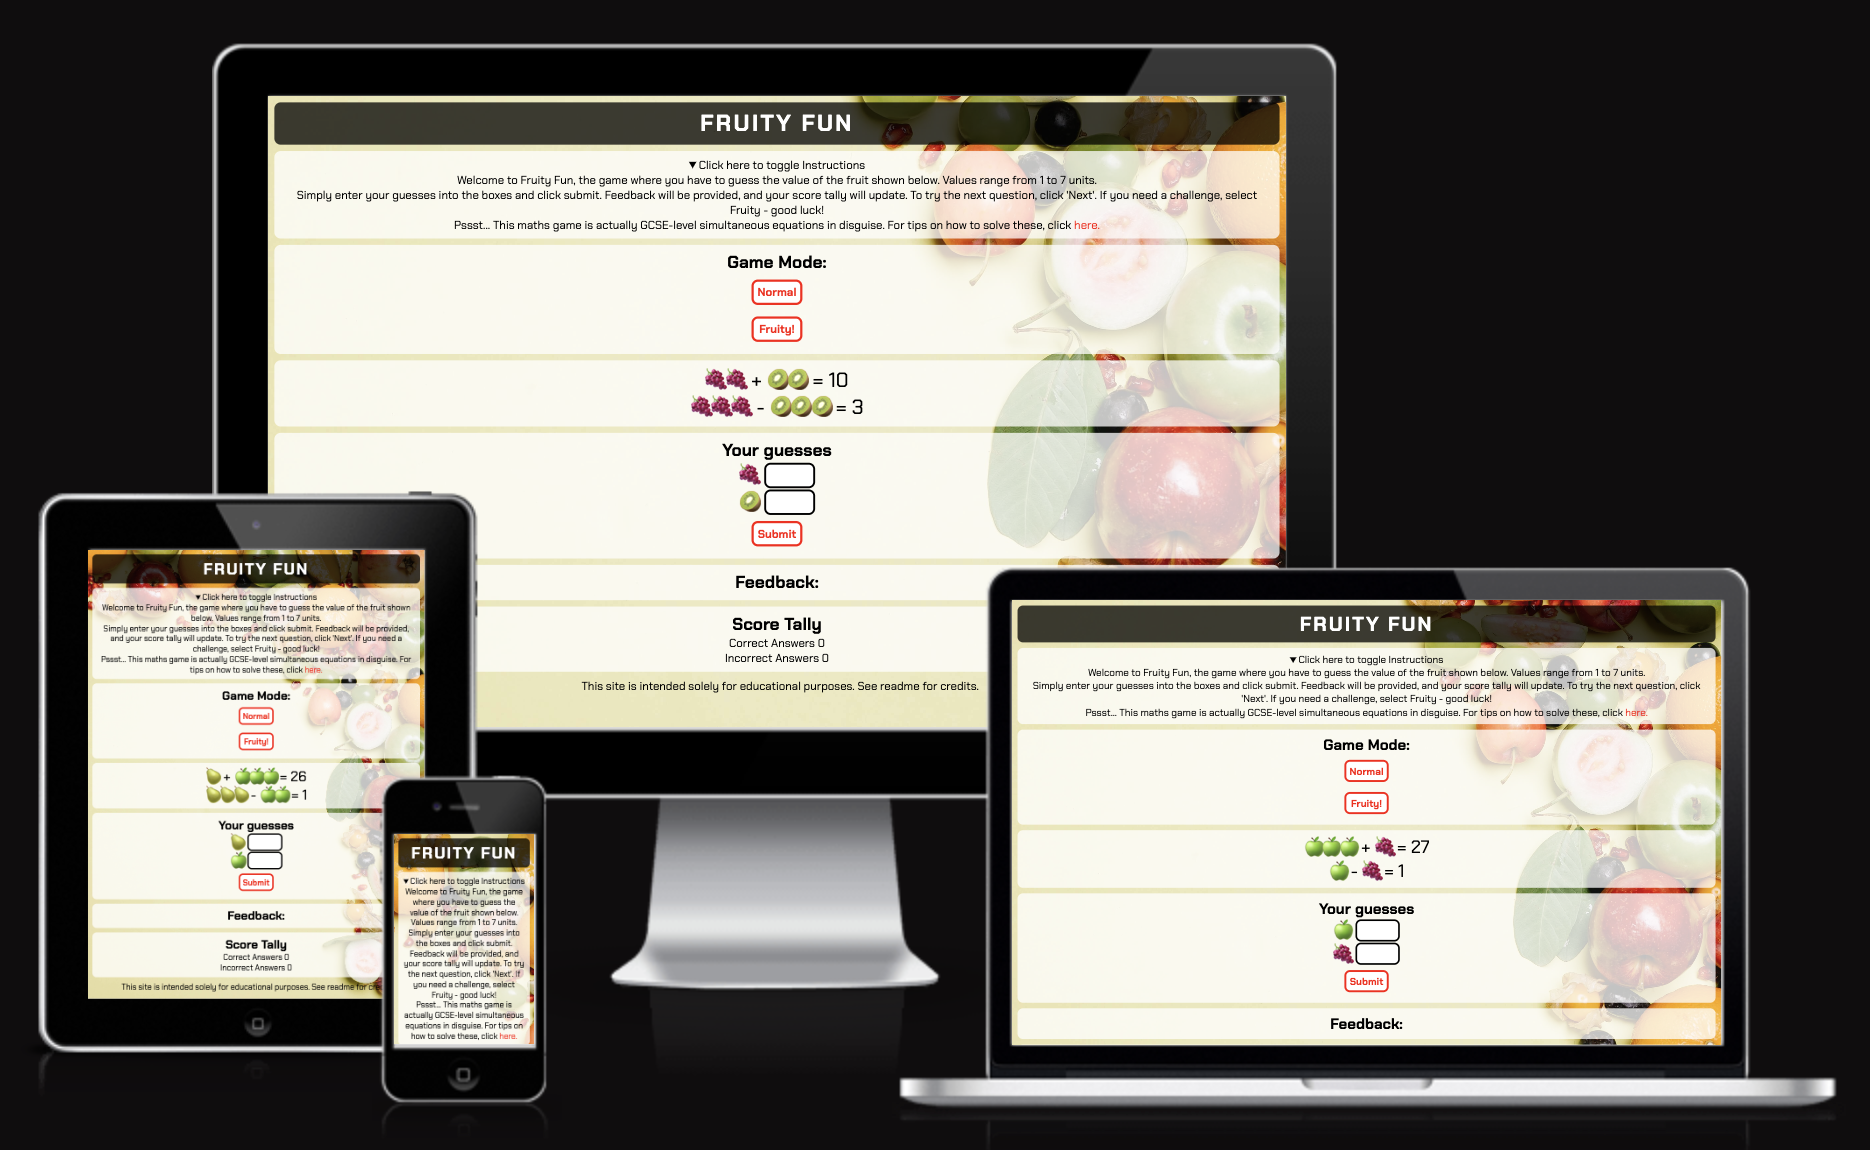 FRUITY FUN
▼ Click here to toggle Instructions
Welcome to Fruity Fun, the game where you have to guess the value of the fruit shown below. Values range from 1 to 7 units.
Simply enter your guesses into the boxes and click submit. Feedback will be provided, and your score tally will update. To try the next question, click 'Next'. If you need a challenge, select
Fruity - good luck!
Pssst... This maths game is actually GCSE-level simultaneous equations in disguise. For tips on how to solve these, click here.
Game Mode:
Normal
Fruity!
+ = 10
- = 3
Your guesses
Submit
Feedback:
Score Tally
Correct Answers 0
Incorrect Answers 0
This site is intended solely for educational purposes. See readme for credits.
FRUITY FUN
▼ Click here to toggle Instructions
Welcome to Fruity Fun, the game where you have to guess the value of the fruit shown
below. Values range from 1 to 7 units.
Simply enter your guesses into the boxes and click submit. Feedback will be provided,
and your score tally will update. To try the next question, click 'Next'. If you need a
challenge, select Fruity - good luck!
Pssst... This maths game is actually GCSE-level simultaneous equations in disguise. For
tips on how to solve these, click here.
Game Mode:
Normal
Fruity!
+ = 26
- = 1
Your guesses
Submit
Feedback:
Score Tally
Correct Answers 0
Incorrect Answers 0
This site is intended solely for educational purposes. See readme for
FRUITY FUN
▼ Click here to toggle Instructions
Welcome to Fruity Fun, the game
where you have to guess the
value of the fruit shown below.
Values range from 1 to 7 units.
Simply enter your guesses into
the boxes and click submit.
Feedback will be provided, and
your score tally will update. To try
the next question, click 'Next'. If
you need a challenge, select
Fruity - good luck!
Pssst... This maths game is
actually GCSE-level simultaneous
equations in disguise. For tips on
how to solve these, click here.
FRUITY FUN
▼ Click here to toggle Instructions
Welcome to Fruity Fun, the game where you have to guess the value of the fruit shown below. Values range from 1 to 7 units.
Simply enter your guesses into the boxes and click submit. Feedback will be provided, and your score tally will update. To try the next question, click
'Next'. If you need a challenge, select Fruity - good luck!
Pssst... This maths game is actually GCSE-level simultaneous equations in disguise. For tips on how to solve these, click here.
Game Mode:
Normal
Fruity!
+ = 27
- = 1
Your guesses
Submit
Feedback: